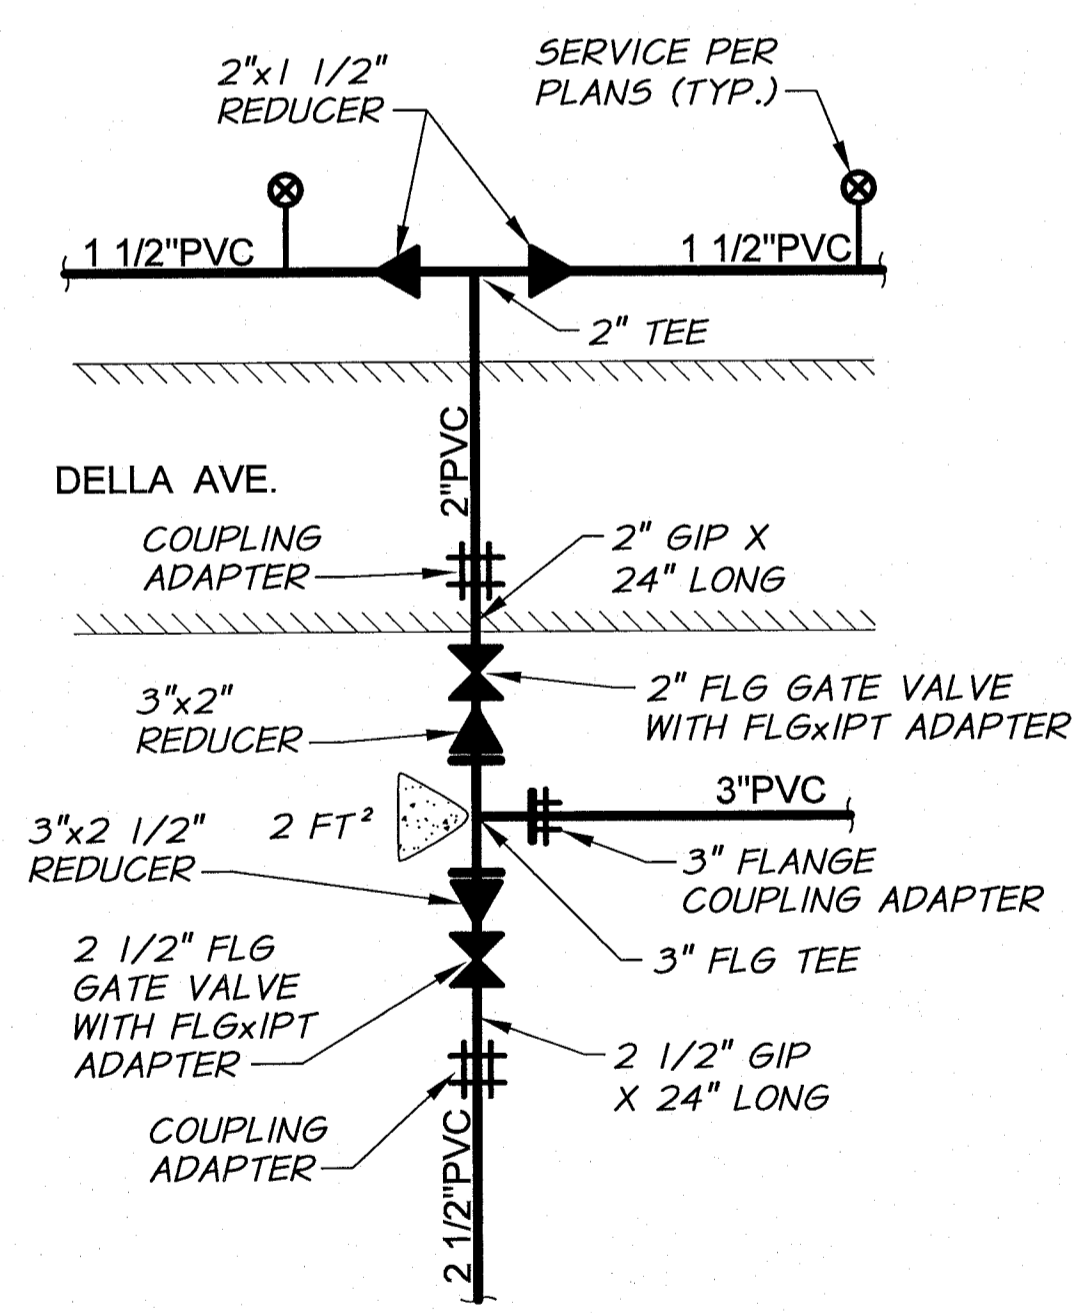 2"x1 1/2"
REDUCER
SERVICE PER
PLANS (TYP.)
1 1/2"PVC
1 1/2"PVC
2" TEE
2"PVC
DELLA AVE.
COUPLING
ADAPTER
2" GIP X
24" LONG
3"x2"
REDUCER
2" FLG GATE VALVE
WITH FLGxIPT ADAPTER
3"PVC
3"x2 1/2"
REDUCER
2 FT²
3" FLANGE
COUPLING ADAPTER
2 1/2" FLG
GATE VALVE
WITH FLGxIPT
ADAPTER
3" FLG TEE
2 1/2" GIP
X 24" LONG
COUPLING
ADAPTER
2 1/2"PVC